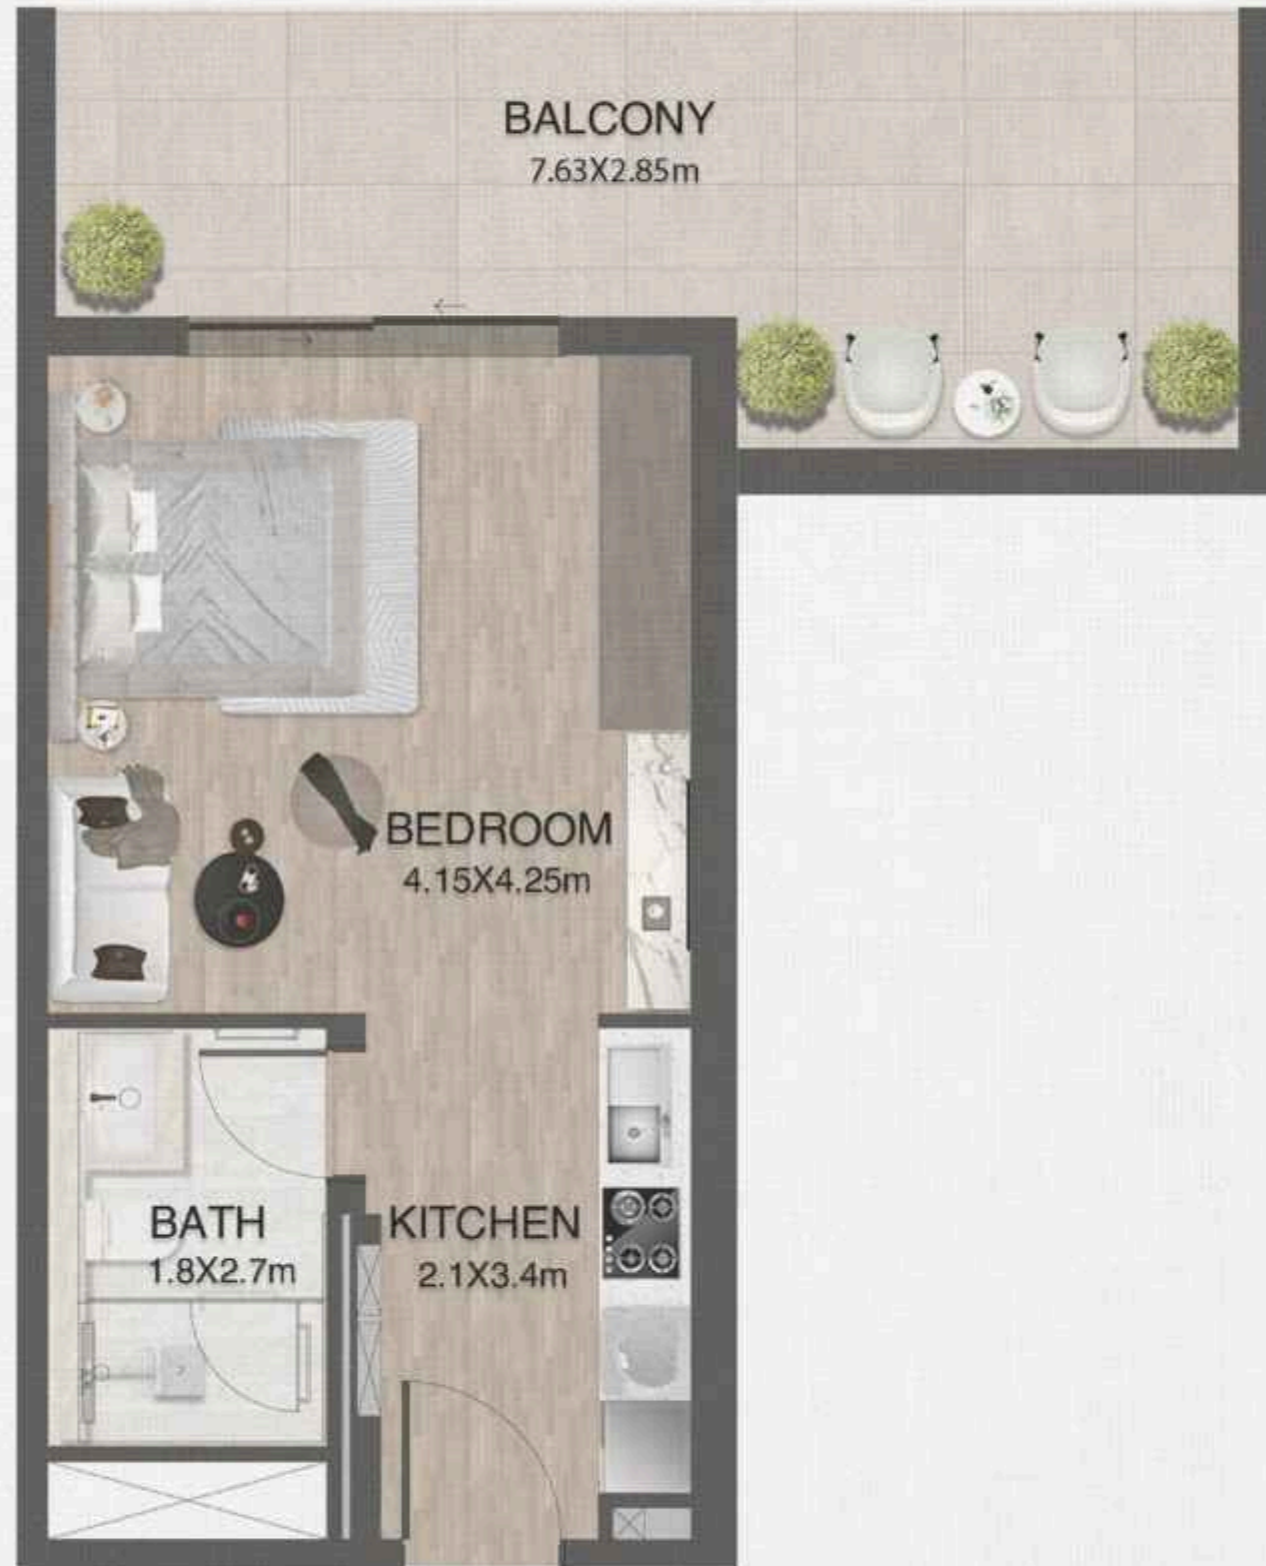 BALCONY
7.63X2.85m
BEDROOM
4.15X4.25m
BATH
1.8X2.7m
KITCHEN
2.1X3.4m